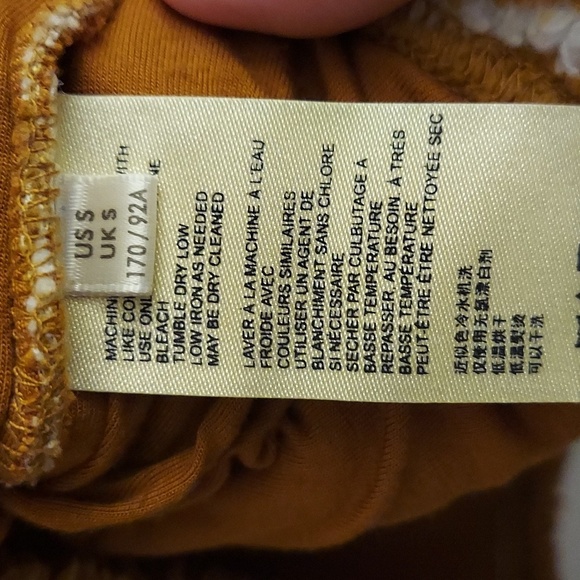 US S
UK S
170 / 92A
MACHIN
WITH
LIKE CO
NE
USE ON
BLEACH
TUMBLE DRY LOW
LOW IRON AS NEEDED
MAY BE DRY CLEANED
LAVER À LA MACHINE À L'EAU
FROIDE AVEC
COULEURS SIMILAIRES
UTILISER UN AGENT DE
BLANCHIMENT SANS CHLORE
SI NÉCESSAIRE
SÉCHER PAR CULBUTAGE À
BASSE TEMPÉRATURE
REPASSER AU BESOIN À TRÈS
BASSE TEMPÉRATURE
PEUT-ÊTRE ÊTRE NETTOYÉE SEC
近似色冷水机洗
仅使用无氯漂白剂
低温烘干
低温熨烫
可以干洗